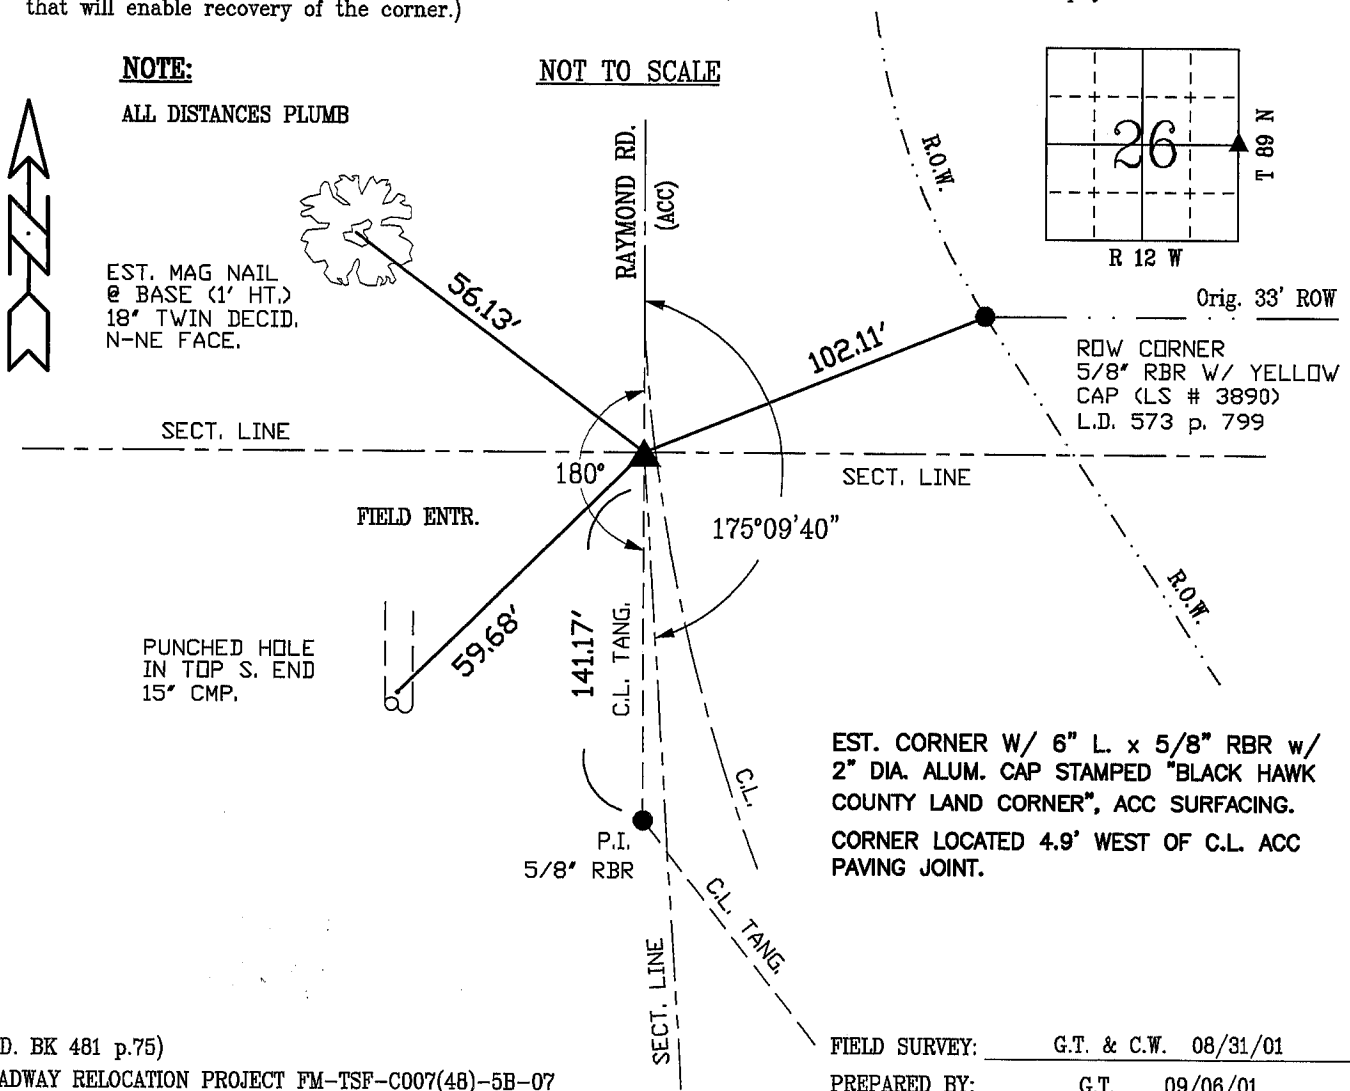 that will enable recovery of the corner.)
NOTE:
NOT TO SCALE
ALL DISTANCES PLUMB
RAYMOND RD.
(ACC)
R.O.W.
26
T 89 N
R 12 W
EST. MAG NAIL
@ BASE (1' HT.)
18" TWIN DECID.
N-NE FACE.
56.13'
102.11'
Orig. 33' ROW
ROW CORNER
5/8" RBR W/ YELLOW
CAP (LS # 3890)
L.D. 573 p. 799
SECT. LINE
SECT. LINE
180°
FIELD ENTR.
175°09'40"
R.O.W.
PUNCHED HOLE
IN TOP S. END
15" CMP.
59.68'
141.17'
C.L. TANG.
C.L.
EST. CORNER W/ 6" L. x 5/8" RBR w/
2" DIA. ALUM. CAP STAMPED "BLACK HAWK
COUNTY LAND CORNER", ACC SURFACING.
CORNER LOCATED 4.9' WEST OF C.L. ACC
PAVING JOINT.
P.I.
5/8" RBR
C.L. TANG.
SECT. LINE
D. BK 481 p.75)
ADWAY RELOCATION PROJECT FM-TSF-C007(48)-5B-07
FIELD SURVEY: G.T. & C.W. 08/31/01
PREPARED BY: G.T. 09/06/01